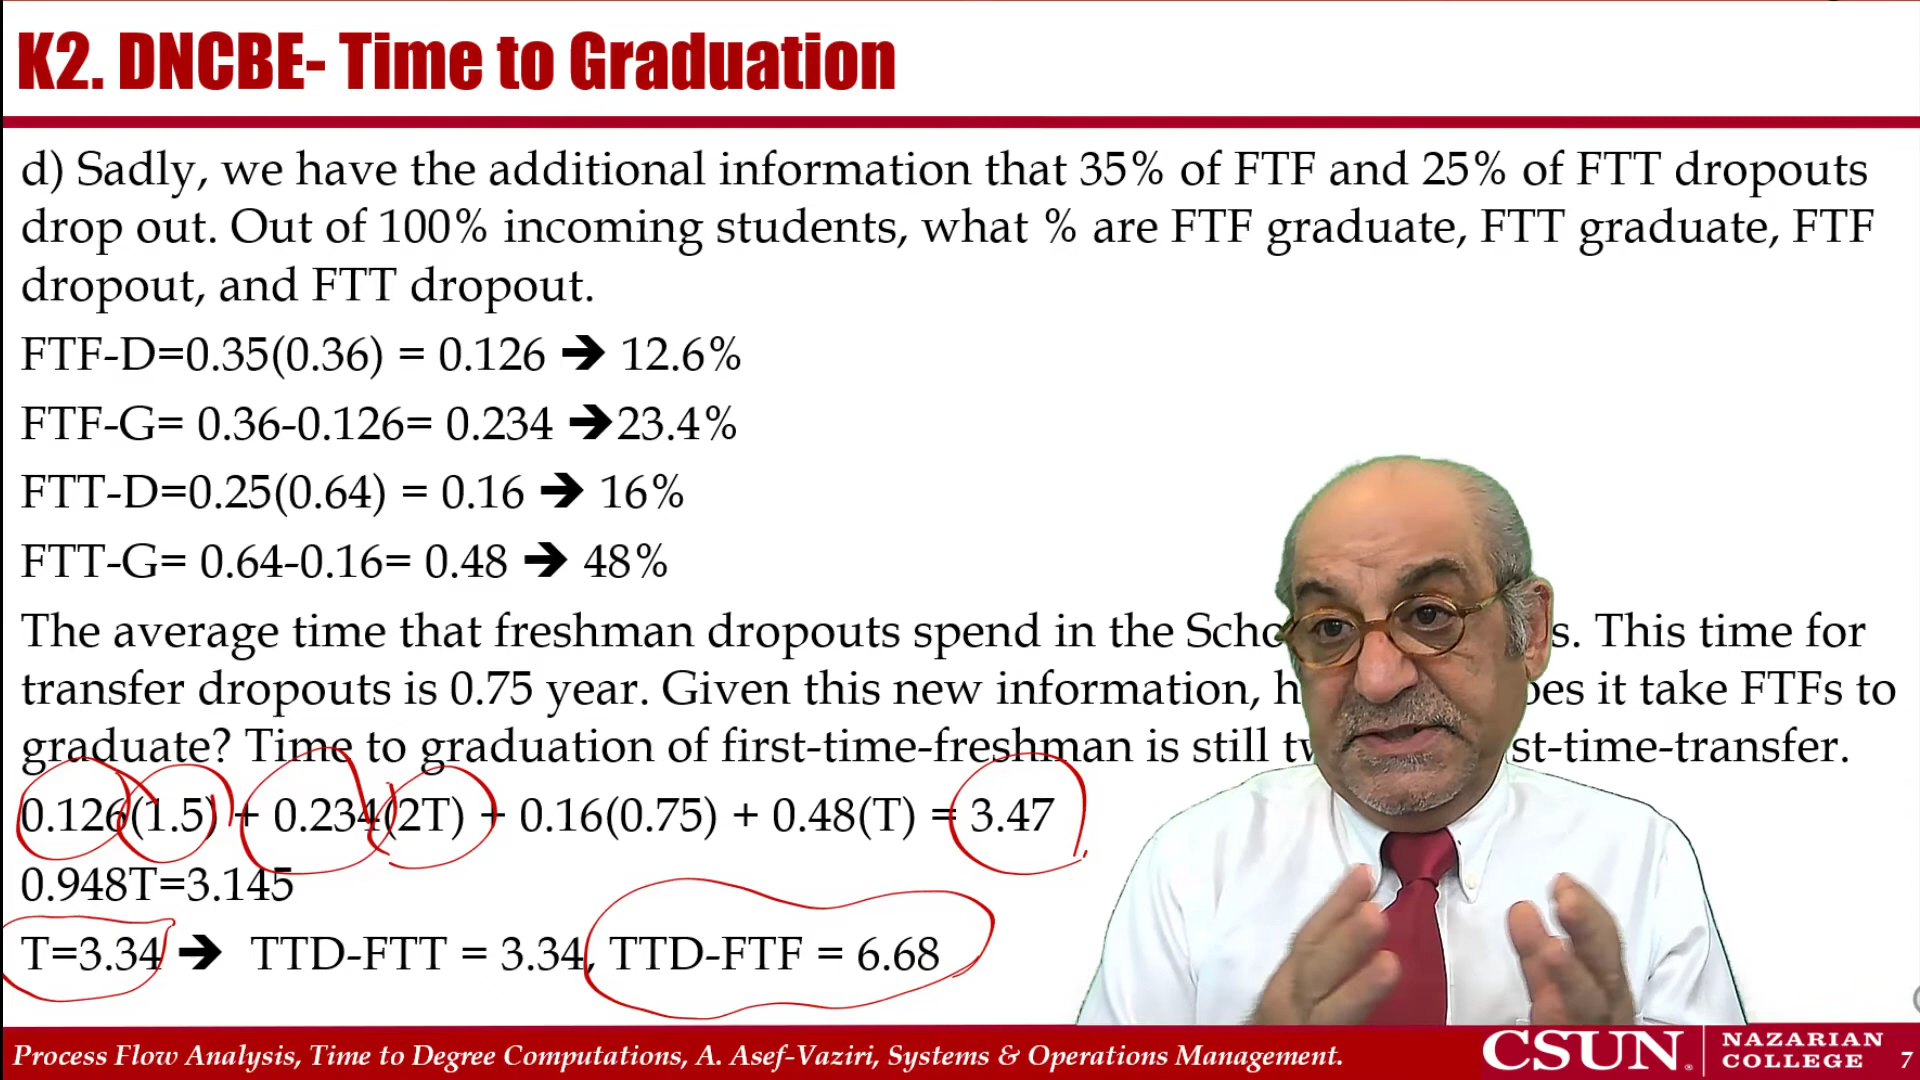 K2. DNCBE- Time to Graduation
d) Sadly, we have the additional information that 35% of FTF and 25% of FTT dropouts
drop out. Out of 100% incoming students, what % are FTF graduate, FTT graduate, FTF
dropout, and FTT dropout.
FTF-D=0.35(0.36) = 0.126 ➔ 12.6%
FTF-G= 0.36-0.126= 0.234 ➔23.4%
FTT-D=0.25(0.64) = 0.16 ➔ 16%
FTT-G= 0.64-0.16= 0.48 ➔ 48%
The average time that freshman dropouts spend in the s. This time for
transfer dropouts is 0.75 year. Given this new information, it take FTFs to
graduate? Time to graduation of first-time-freshman is still st-time-transfer.
0.126(1.5) + 0.234(2T) + 0.16(0.75) + 0.48(T) = 3.47
0.948T=3.145
T=3.34 ➔ TTD-FTT = 3.34, TTD-FTF = 6.68
Process Flow Analysis, Time to Degree Computations, A. Asef-Vaziri, Systems & Operations Management.
CSUN.
NAZARIAN
COLLEGE
7